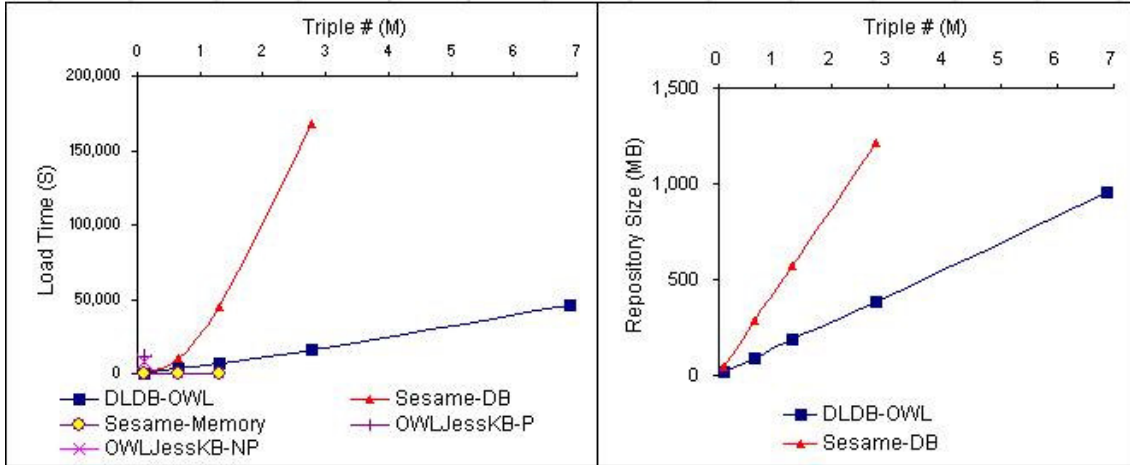 Triple # (M)
0 1 2 3 4 5 6 7
200,000
150,000
100,000
50,000
0
Load Time (S)
DLDB-OWL
Sesame-DB
Sesame-Memory
OWLJessKB-P
OWLJessKB-NP
Triple # (M)
0 1 2 3 4 5 6 7
1,500
1,000
500
0
Repository Size (MB)
DLDB-OWL
Sesame-DB